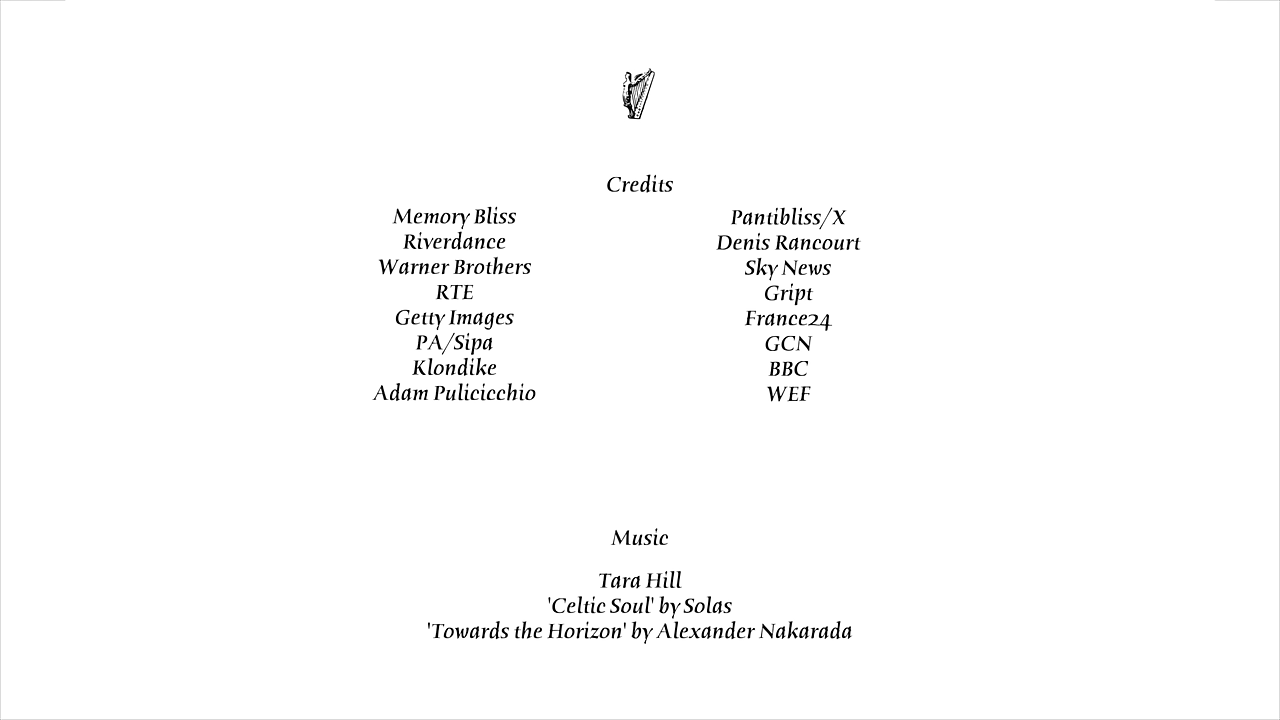 Credits
Memory Bliss
Riverdance
Warner Brothers
RTE
Getty Images
PA/Sipa
Klondike
Adam Pulicicchio
Pantibliss/X
Denis Rancourt
Sky News
Gript
France24
GCN
BBC
WEF
Music
Tara Hill
'Celtic Soul' by Solas
'Towards the Horizon' by Alexander Nakarada